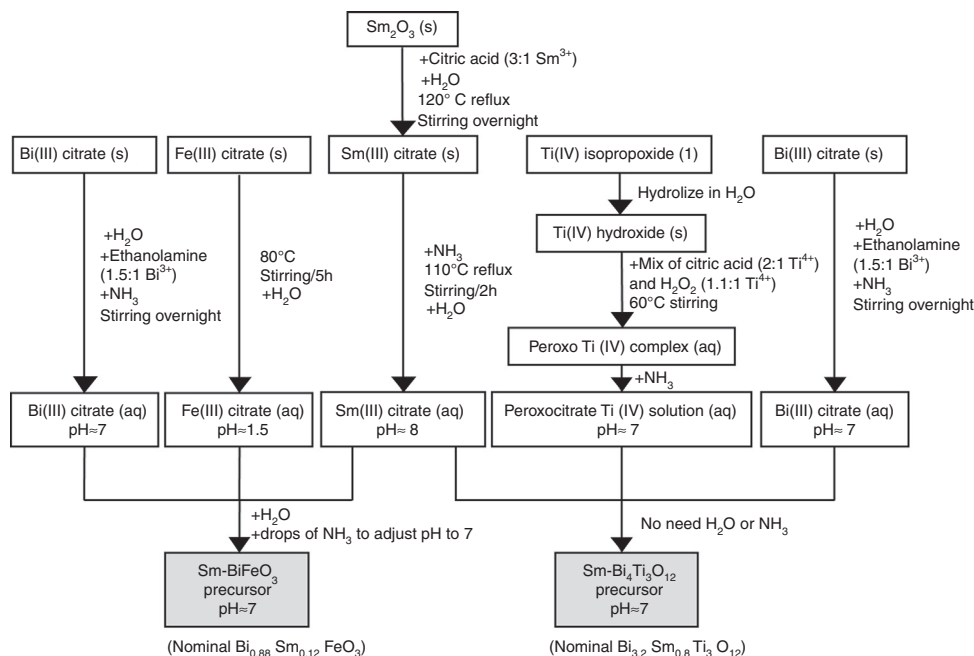 Sm₂O₃ (s)
+Citric acid (3:1 Sm³⁺)
+H₂O
120° C reflux
Stirring overnight
Bi(III) citrate (s)
Fe(III) citrate (s)
Sm(III) citrate (s)
Ti(IV) isopropoxide (1)
Bi(III) citrate (s)
+H₂O
+Ethanolamine
(1.5:1 Bi³⁺)
+NH₃
Stirring overnight
80°C
Stirring/5h
+H₂O
+NH₃
110°C reflux
Stirring/2h
+H₂O
Hydrolize in H₂O
Ti(IV) hydroxide (s)
+Mix of citric acid (2:1 Ti⁴⁺)
and H₂O₂ (1.1:1 Ti⁴⁺)
60°C stirring
Peroxo Ti (IV) complex (aq)
+NH₃
+H₂O
+Ethanolamine
(1.5:1 Bi³⁺)
+NH₃
Stirring overnight
Bi(III) citrate (aq)
pH≈7
Fe(III) citrate (aq)
pH≈1.5
Sm(III) citrate (aq)
pH≈ 8
Peroxocitrate Ti (IV) solution (aq)
pH≈ 7
Bi(III) citrate (aq)
pH≈ 7
+H₂O
+drops of NH₃ to adjust pH to 7
No need H₂O or NH₃
Sm-BiFeO₃
precursor
pH≈7
Sm-Bi₄Ti₃O₁₂
precursor
pH≈7
(Nominal Bi₀.₈₈ Sm₀.₁₂ FeO₃)
(Nominal Bi₃.₂ Sm₀.₈ Ti₃ O₁₂)